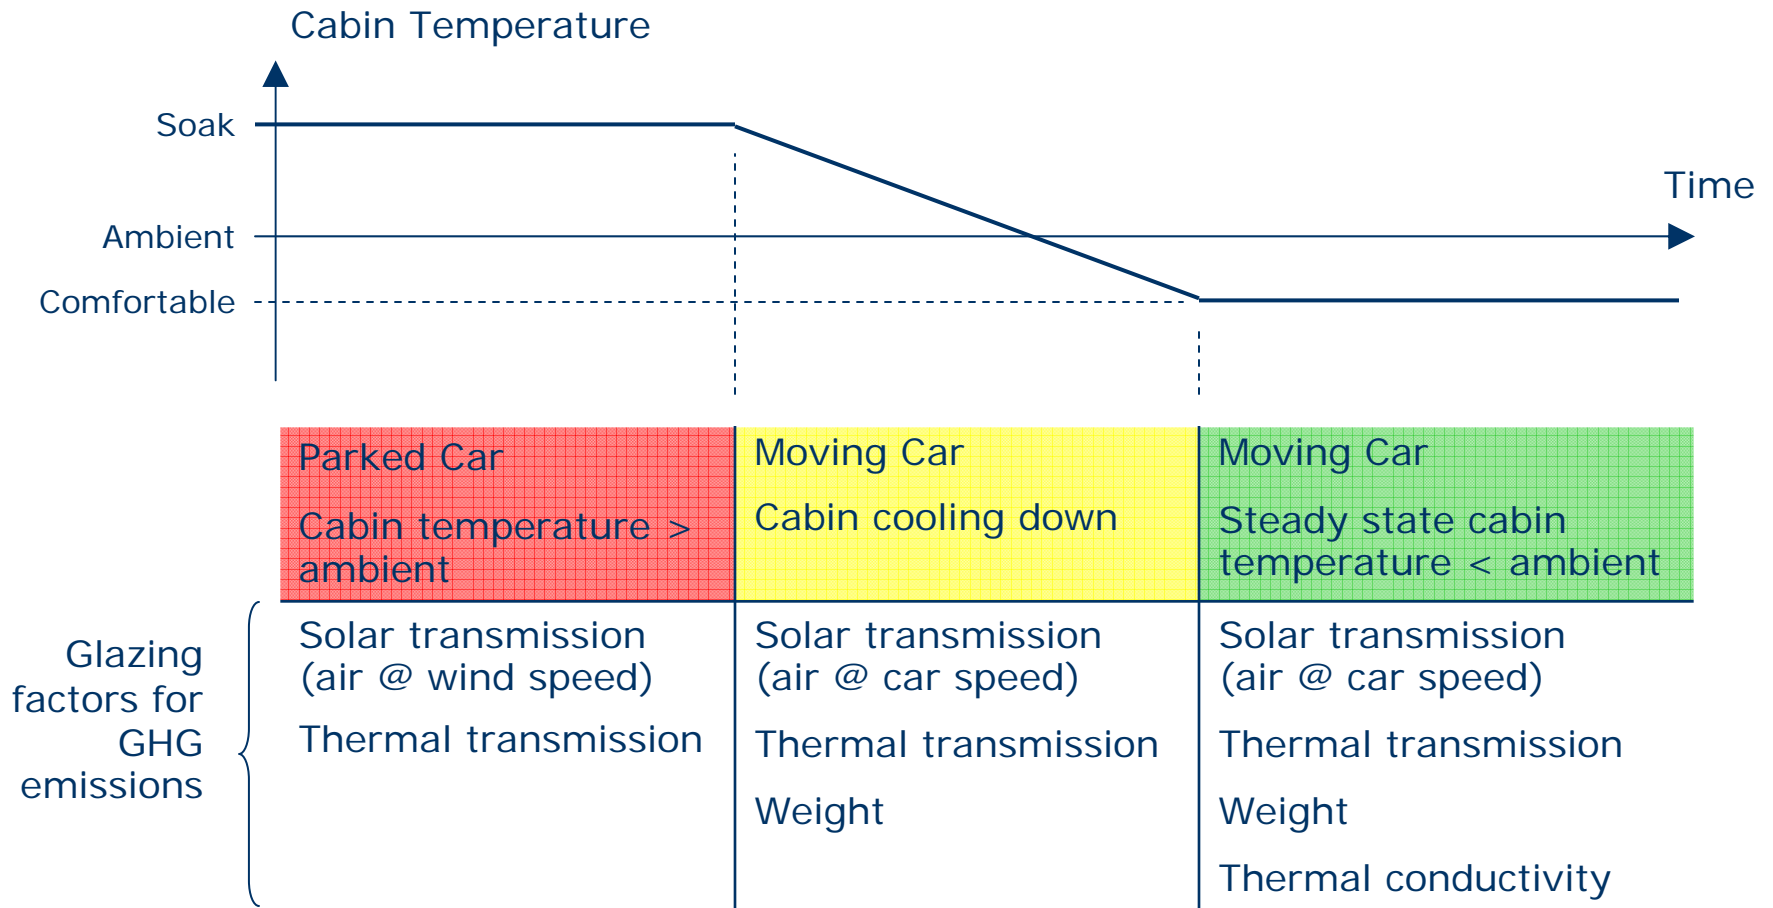 Cabin Temperature
Soak
Time
Ambient
Comfortable
Parked Car
Cabin temperature >
ambient
Moving Car
Cabin cooling down
Moving Car
Steady state cabin
temperature < ambient
Glazing
factors for
GHG
emissions
Solar transmission
(air @ wind speed)
Thermal transmission
Solar transmission
(air @ car speed)
Thermal transmission
Weight
Solar transmission
(air @ car speed)
Thermal transmission
Weight
Thermal conductivity